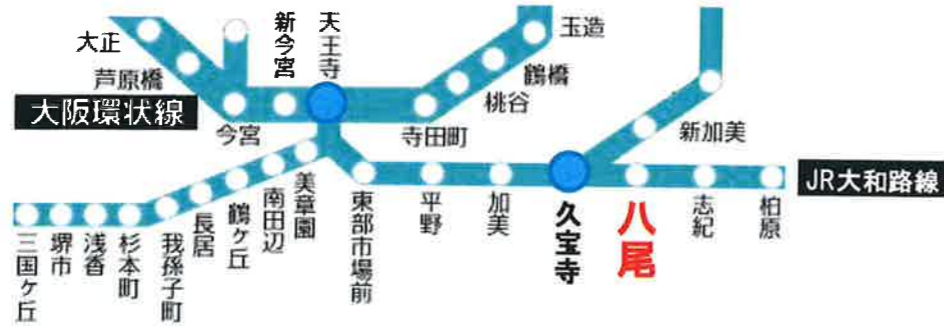 大正
芦原橋
新今宮
天王寺
玉造
鶴橋
桃谷
大阪環状線
今宮
寺田町
新加美
JR大和路線
三国ヶ丘
堺市
浅香
杉本町
我孫子町
長居
鶴ヶ丘
南田辺
美章園
東部市場前
平野
加美
久宝寺
八尾
志紀
柏原